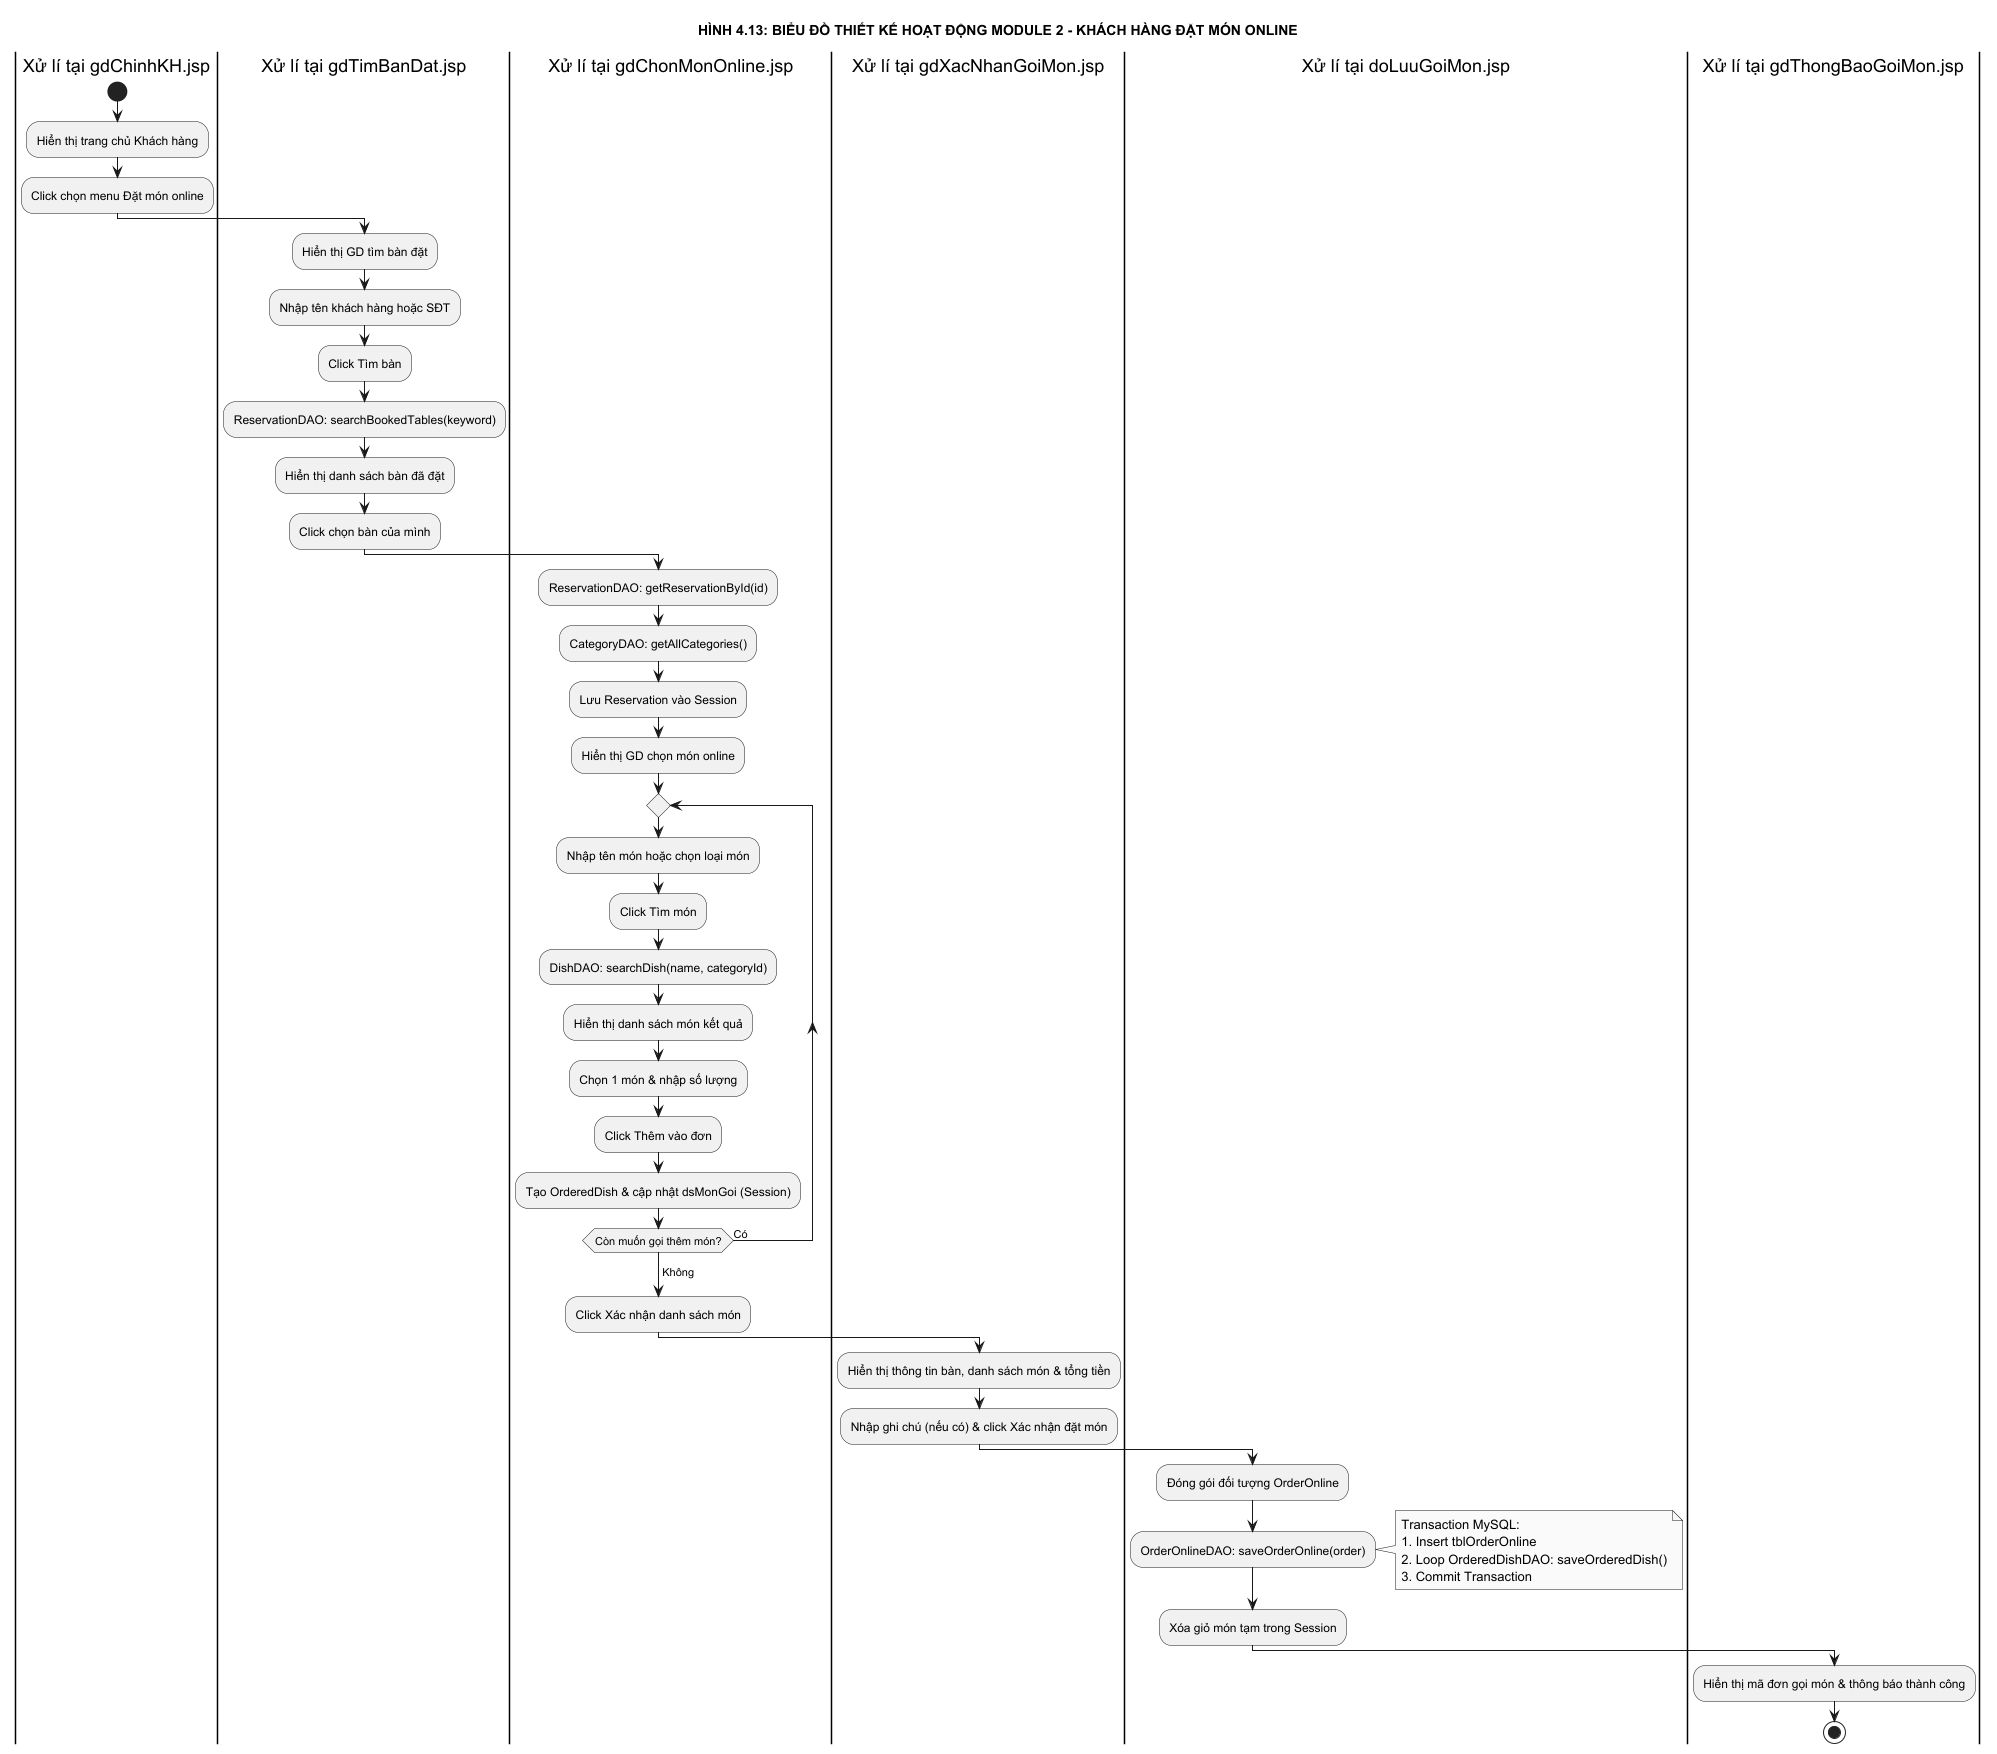 HÌNH 4.13: BIỂU ĐỒ THIẾT KẾ HOẠT ĐỘNG MODULE 2 - KHÁCH HÀNG ĐẶT MÓN ONLINE
Xử lí tại gdChinhKH.jsp
Xử lí tại gdTimBanDat.jsp
Xử lí tại gdChonMonOnline.jsp
Xử lí tại gdXacNhanGoiMon.jsp
Xử lí tại doLuuGoiMon.jsp
Xử lí tại gdThongBaoGoiMon.jsp
Hiển thị trang chủ Khách hàng
Click chọn menu Đặt món online
Hiển thị GD tìm bàn đặt
Nhập tên khách hàng hoặc SĐT
Click Tìm bàn
ReservationDAO: searchBookedTables(keyword)
Hiển thị danh sách bàn đã đặt
Click chọn bàn của mình
ReservationDAO: getReservationById(id)
CategoryDAO: getAllCategories()
Lưu Reservation vào Session
Hiển thị GD chọn món online
Nhập tên món hoặc chọn loại món
Click Tìm món
DishDAO: searchDish(name, categoryId)
Hiển thị danh sách món kết quả
Chọn 1 món & nhập số lượng
Click Thêm vào đơn
Tạo OrderedDish & cập nhật dsMonGoi (Session)
Còn muốn gọi thêm món?
Có
Không
Click Xác nhận danh sách món
Hiển thị thông tin bàn, danh sách món & tổng tiền
Nhập ghi chú (nếu có) & click Xác nhận đặt món
Đóng gói đối tượng OrderOnline
OrderOnlineDAO: saveOrderOnline(order)
Transaction MySQL:
1. Insert tblOrderOnline
2. Loop OrderedDishDAO: saveOrderedDish()
3. Commit Transaction
Xóa giỏ món tạm trong Session
Hiển thị mã đơn gọi món & thông báo thành công